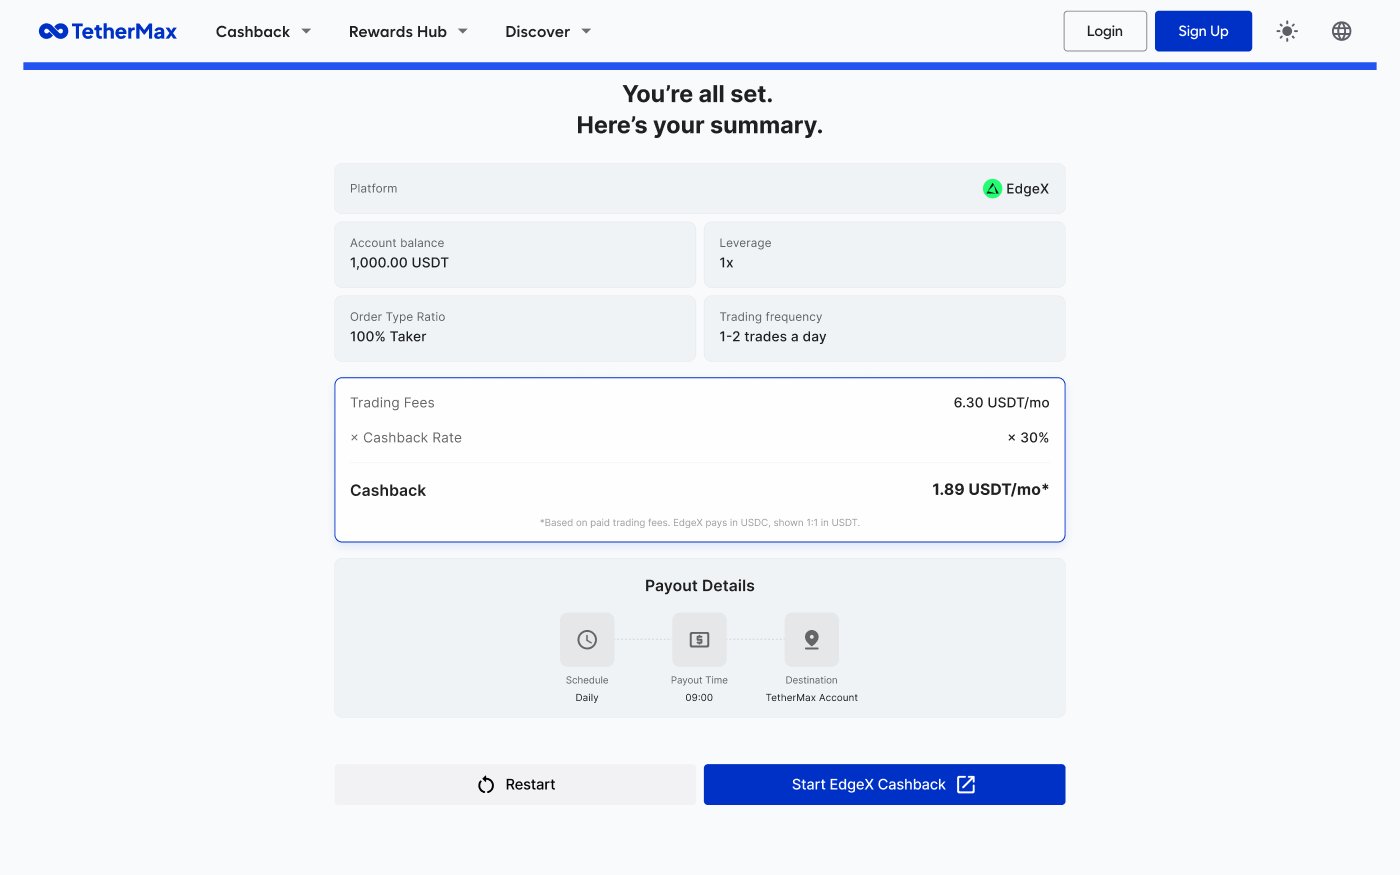 TetherMax
Cashback
Rewards Hub
Discover
Login
Sign Up
You’re all set.
Here’s your summary.
Platform
EdgeX
Account balance
1,000.00 USDT
Leverage
1x
Order Type Ratio
100% Taker
Trading frequency
1-2 trades a day
Trading Fees
6.30 USDT/mo
× Cashback Rate
× 30%
Cashback
1.89 USDT/mo*
*Based on paid trading fees. EdgeX pays in USDC, shown 1:1 in USDT.
Payout Details
Schedule
Daily
Payout Time
09:00
Destination
TetherMax Account
Restart
Start EdgeX Cashback